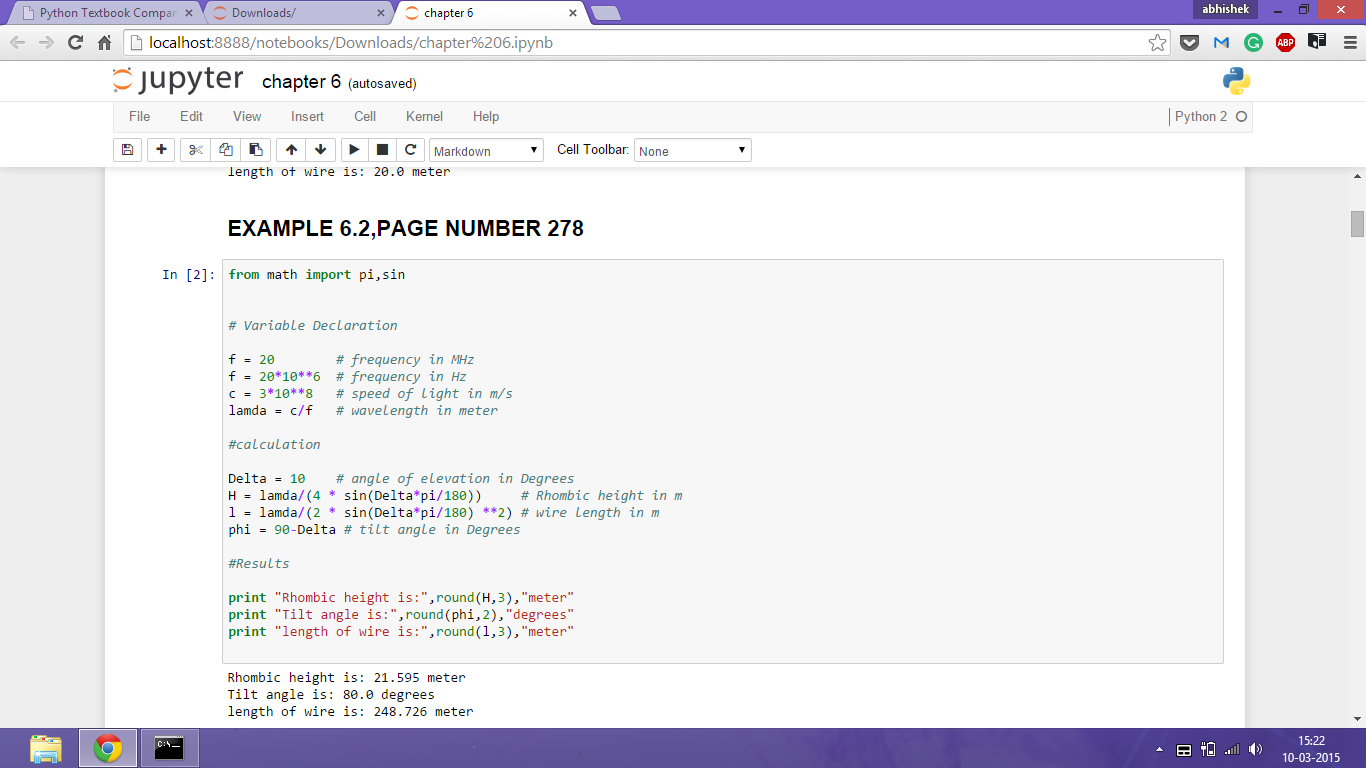 Python Textbook Compar
Downloads/
chapter 6
abhishek
localhost:8888/notebooks/Downloads/chapter%206.ipynb
ABP
jupyter chapter 6 (autosaved)
File Edit View Insert Cell Kernel Help Python 2
Markdown Cell Toolbar: None
length of wire is: 20.0 meter
EXAMPLE 6.2,PAGE NUMBER 278
In [2]: from math import pi,sin
# Variable Declaration
f = 20 # frequency in MHz
f = 20*10**6 # frequency in Hz
c = 3*10**8 # speed of light in m/s
lamda = c/f # wavelength in meter
#calculation
Delta = 10 # angle of elevation in Degrees
H = lamda/(4 * sin(Delta*pi/180)) # Rhombic height in m
l = lamda/(2 * sin(Delta*pi/180) **2) # wire length in m
phi = 90-Delta # tilt angle in Degrees
#Results
print "Rhombic height is:",round(H,3),"meter"
print "Tilt angle is:",round(phi,2),"degrees"
print "length of wire is:",round(l,3),"meter"
Rhombic height is: 21.595 meter
Tilt angle is: 80.0 degrees
length of wire is: 248.726 meter
C:\_
15:22
10-03-2015